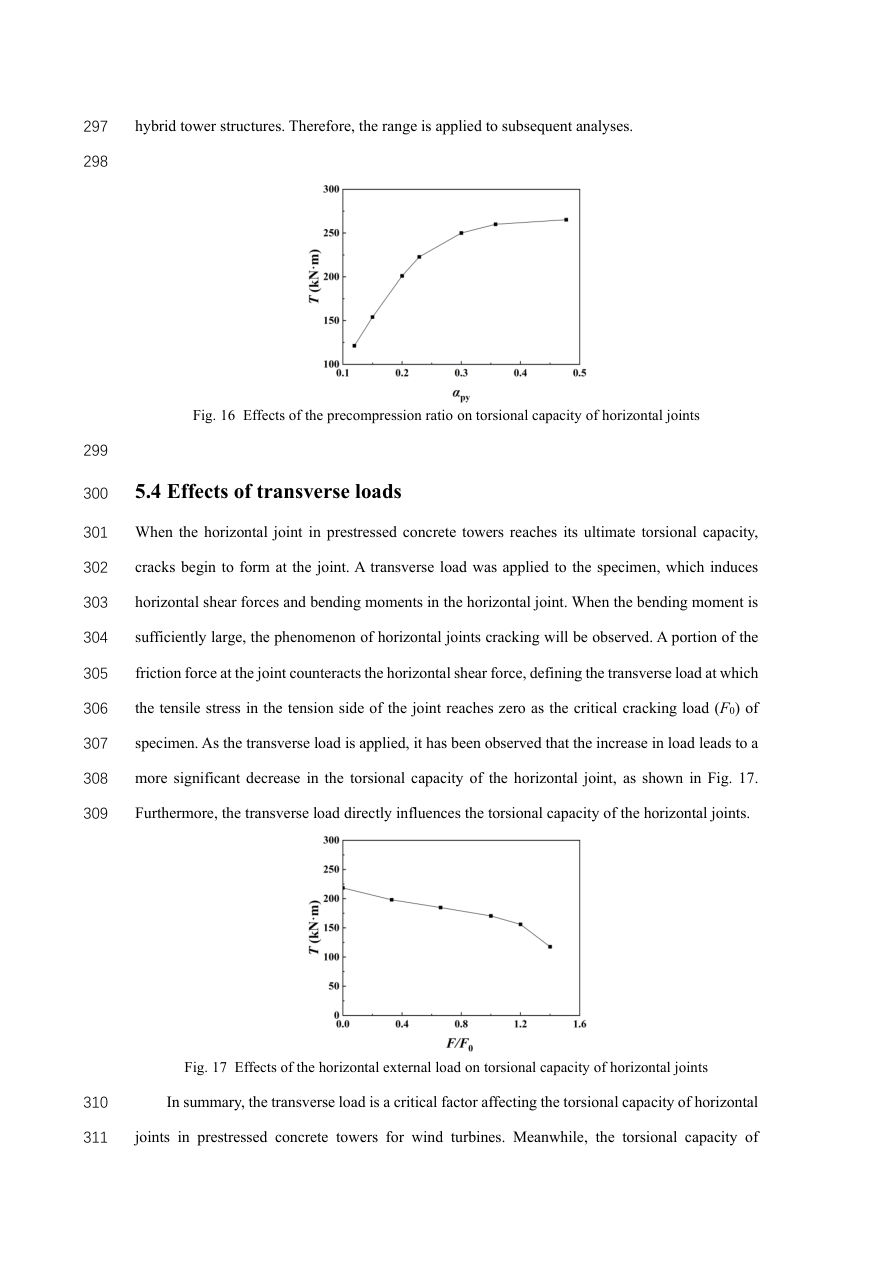 297 hybrid tower structures. Therefore, the range is applied to subsequent analyses.
298
300
250
200
150
100
T (kN·m)
0.1 0.2 0.3 0.4 0.5
αpy
Fig. 16 Effects of the precompression ratio on torsional capacity of horizontal joints
299
300 5.4 Effects of transverse loads
301 When the horizontal joint in prestressed concrete towers reaches its ultimate torsional capacity,
302 cracks begin to form at the joint. A transverse load was applied to the specimen, which induces
303 horizontal shear forces and bending moments in the horizontal joint. When the bending moment is
304 sufficiently large, the phenomenon of horizontal joints cracking will be observed. A portion of the
305 friction force at the joint counteracts the horizontal shear force, defining the transverse load at which
306 the tensile stress in the tension side of the joint reaches zero as the critical cracking load (F0) of
307 specimen. As the transverse load is applied, it has been observed that the increase in load leads to a
308 more significant decrease in the torsional capacity of the horizontal joint, as shown in Fig. 17.
309 Furthermore, the transverse load directly influences the torsional capacity of the horizontal joints.
300
250
200
150
100
50
0
T (kN·m)
0.0 0.4 0.8 1.2 1.6
F/F0
Fig. 17 Effects of the horizontal external load on torsional capacity of horizontal joints
310 In summary, the transverse load is a critical factor affecting the torsional capacity of horizontal
311 joints in prestressed concrete towers for wind turbines. Meanwhile, the torsional capacity of